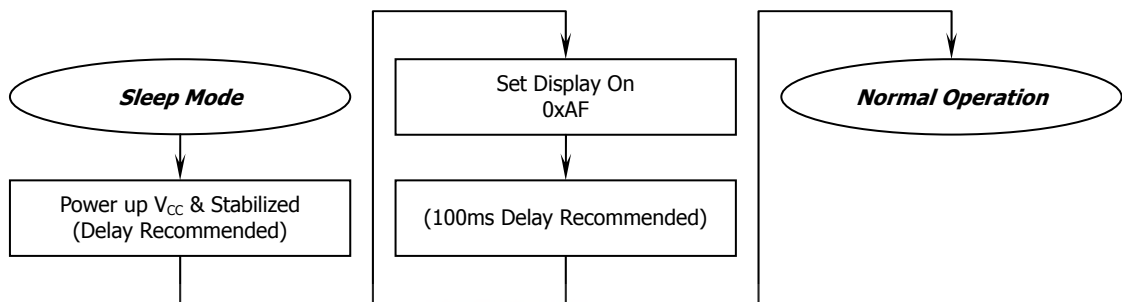 Sleep Mode
Power up VCC & Stabilized
(Delay Recommended)
Set Display On
0xAF
(100ms Delay Recommended)
Normal Operation